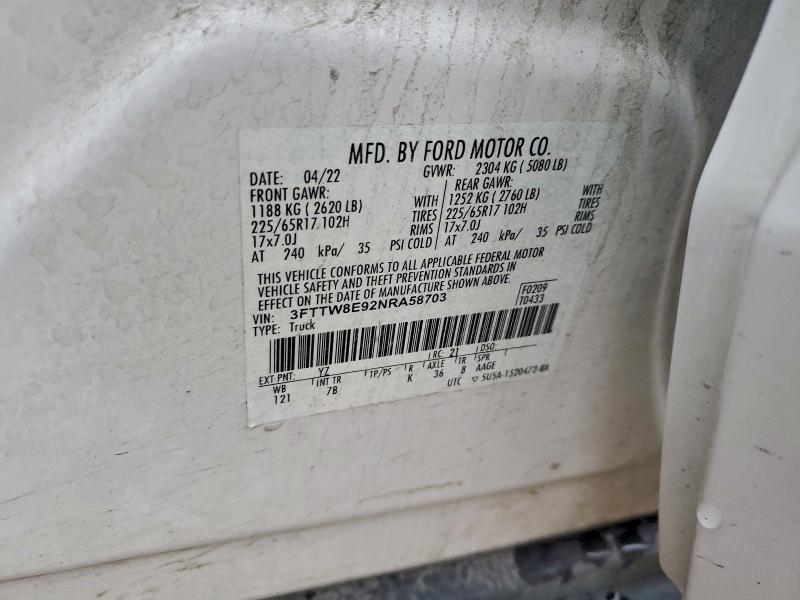 MFD. BY FORD MOTOR CO.
DATE: 04/22 GVWR: 2304 KG ( 5080 LB)
FRONT GAWR: REAR GAWR:
1188 KG ( 2620 LB) WITH 1252 KG ( 2760 LB) WITH
225/65R17 102H TIRES 225/65R17 102H TIRES
17x7.0J RIMS 17x7.0J RIMS
AT 240 kPa/ 35 PSI COLD AT 240 kPa/ 35 PSI COLD
THIS VEHICLE CONFORMS TO ALL APPLICABLE FEDERAL MOTOR
VEHICLE SAFETY AND THEFT PREVENTION STANDARDS IN
EFFECT ON THE DATE OF MANUFACTURE SHOWN ABOVE.
VIN: 3FTTW8E92NRA58703 F0209
TYPE: Truck T0433
EXT PNT: YZ RC: 21 DSO:
WB INT TR TP/PS R AXLE TR SPR
121 7B K 36 B AAGE
UTC ▽ 5U5A-1520472-BA